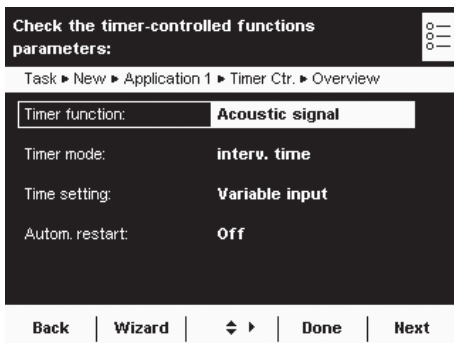 Check the timer-controlled functions
parameters:
Task ▸ New ▸ Application 1 ▸ Timer Ctr. ▸ Overview
Timer function: Acoustic signal
Timer mode: interv. time
Time setting: Variable input
Autom. restart: Off
Back Wizard Done Next